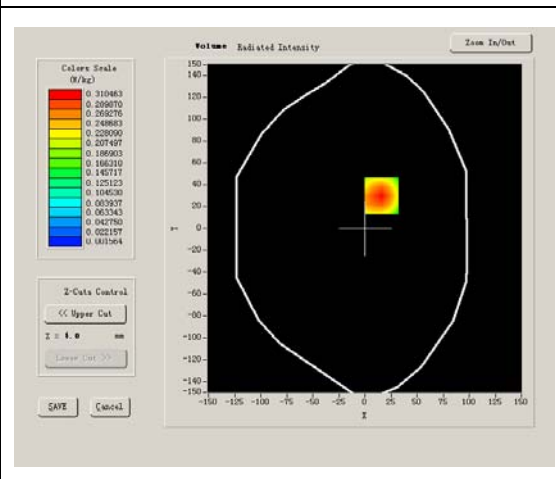 Volume Radiated Intensity
Zoom In/Out
Colors Scale
(W/kg)
0.310463
0.289870
0.269276
0.248683
0.228090
0.207497
0.186903
0.166310
0.145717
0.125123
0.104530
0.083937
0.063343
0.042750
0.022157
0.001564
Z-Cuts Control
<< Upper Cut
Z = 4.0 mm
Lower Cut >>
SAVE
Cancel
150
140
120
100
80
60
40
20
0
-20
-40
-60
-80
-100
-120
-140
-150
Y
-150 -125 -100 -75 -50 -25 0 25 50 75 100 125 150
X